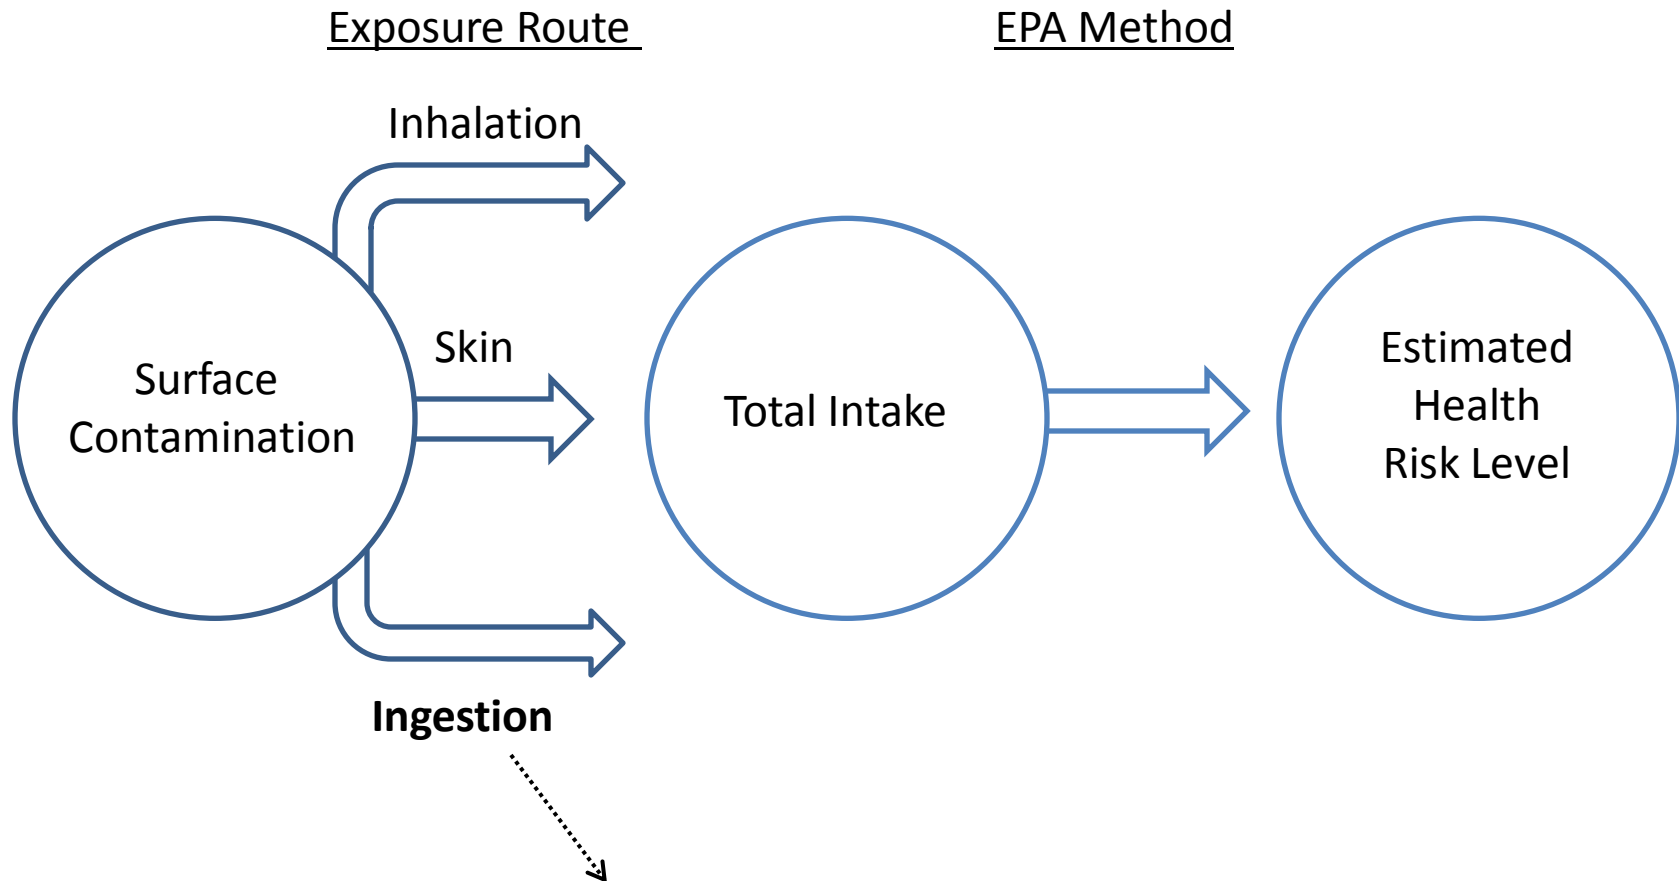 Exposure Route
EPA Method
Inhalation
Skin
Surface
Contamination
Total Intake
Estimated
Health
Risk Level
Ingestion